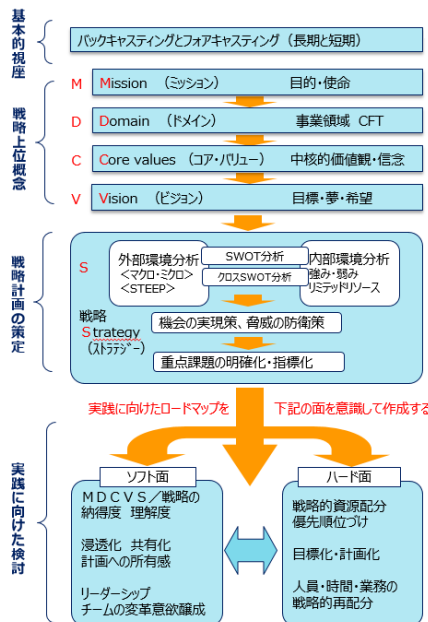 基本的視座
バックキャスティングとフォアキャスティング（長期と短期）
戦略上位概念
M Mission （ミッション） 目的・使命
D Domain （ドメイン） 事業領域 CFT
C Core values （コア・バリュー） 中核的価値観・信念
V Vision （ビジョン） 目標・夢・希望
戦略計画の策定
S
外部環境分析
<マクロ・ミクロ>
<STEEP>
SWOT分析
クロスSWOT分析
内部環境分析
強み・弱み
リミテッドリソース
戦略
Strategy
（ストラテジー）
機会の実現策、脅威の防衛策
重点課題の明確化・指標化
実践に向けたロードマップを 下記の面を意識して作成する
実践に向けた検討
ソフト面
ＭＤＣＶＳ／戦略の
納得度 理解度
浸透化 共有化
計画への所有感
リーダーシップ
チームの変革意欲醸成
ハード面
戦略的資源配分
優先順位づけ
目標化・計画化
人員・時間・業務の
戦略的再配分